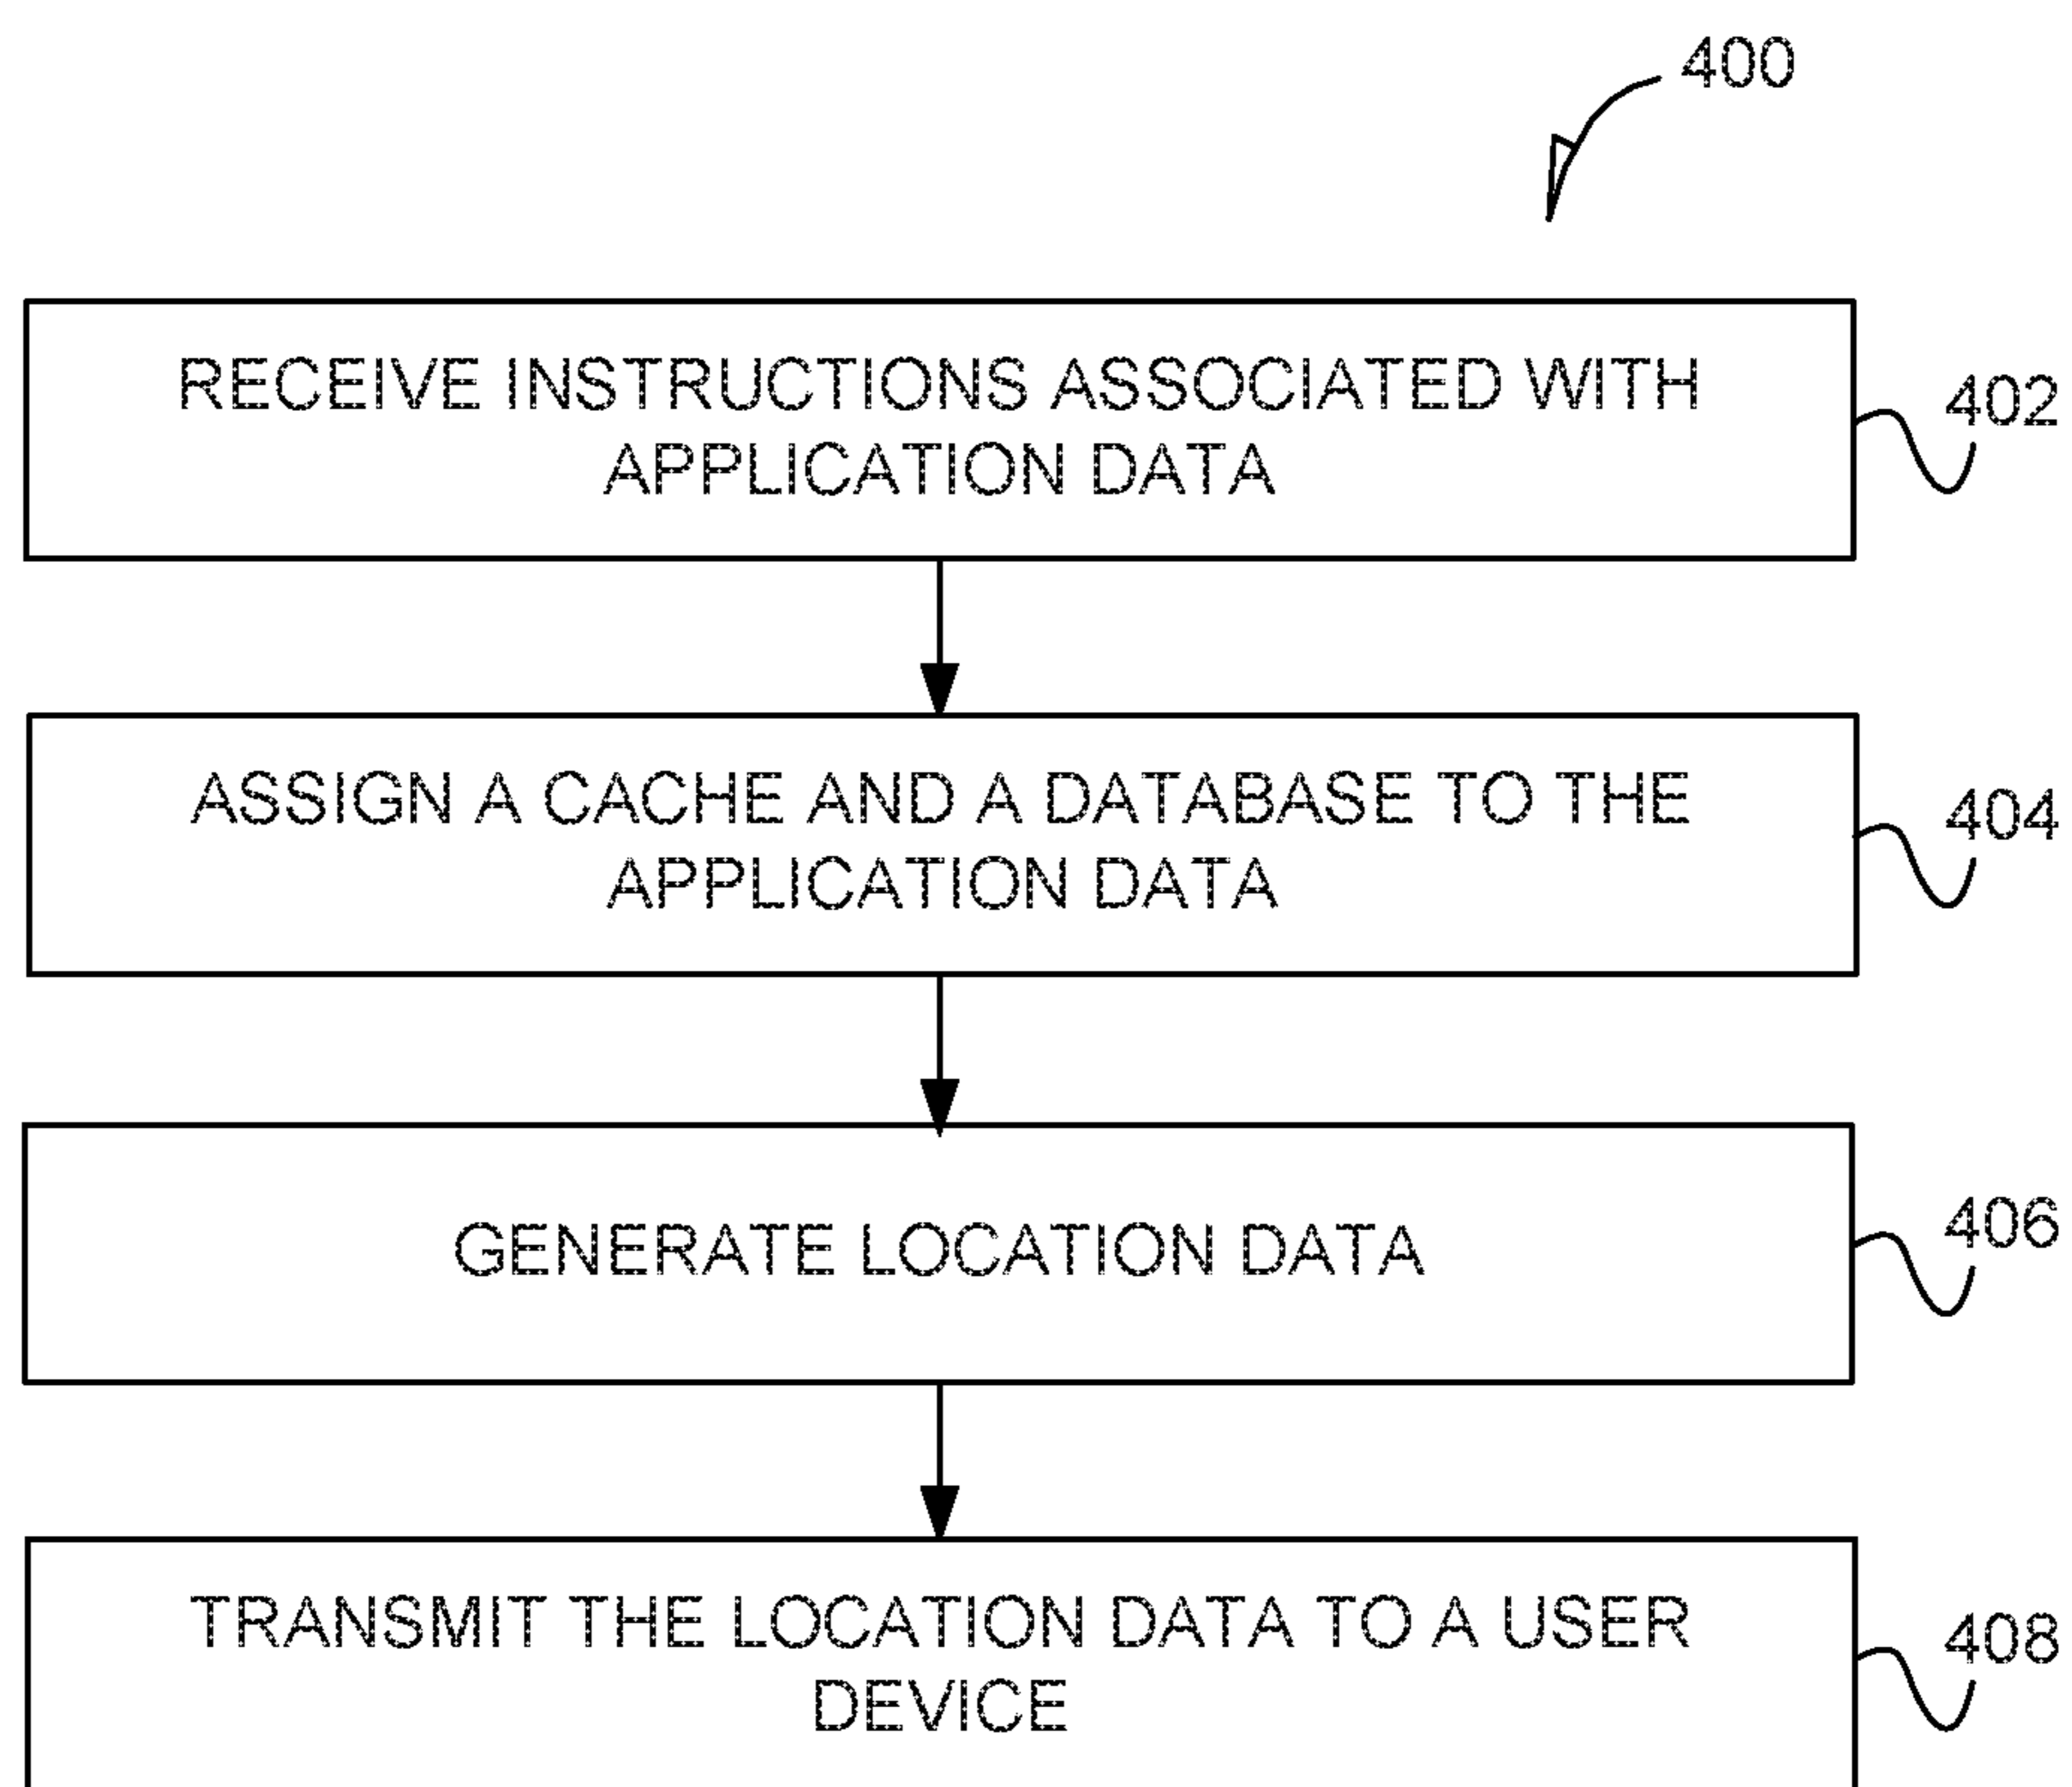 400
RECEIVE INSTRUCTIONS ASSOCIATED WITH
APPLICATION DATA
402
ASSIGN A CACHE AND A DATABASE TO THE
APPLICATION DATA
404
GENERATE LOCATION DATA
406
TRANSMIT THE LOCATION DATA TO A USER
DEVICE
408